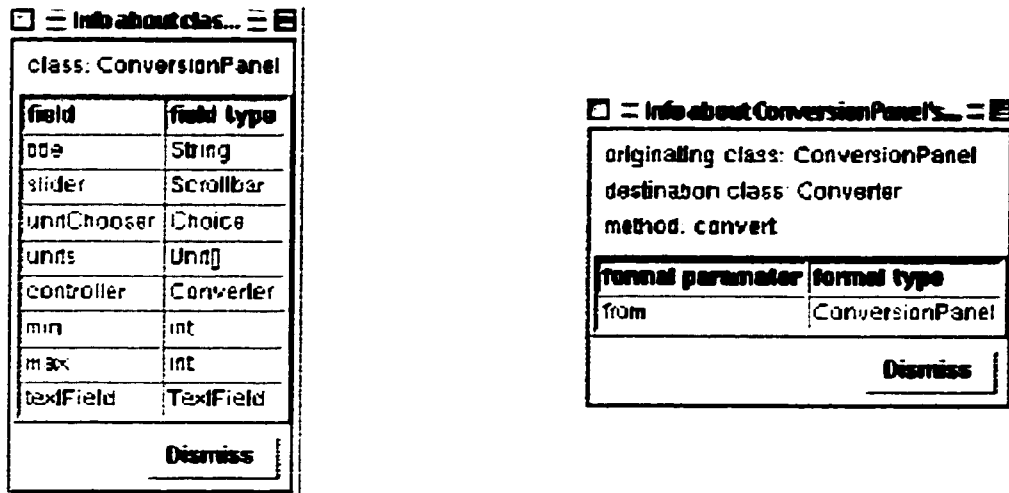 Info about clas...
class: ConversionPanel
field field type
title String
slider Scrollbar
unitChooser Choice
units Unit[]
controller Converter
min int
max int
textField TextField
Dismiss
Info about ConversionPanel's...
originating class: ConversionPanel
destination class: Converter
method: convert
formal parameter formal type
from ConversionPanel
Dismiss